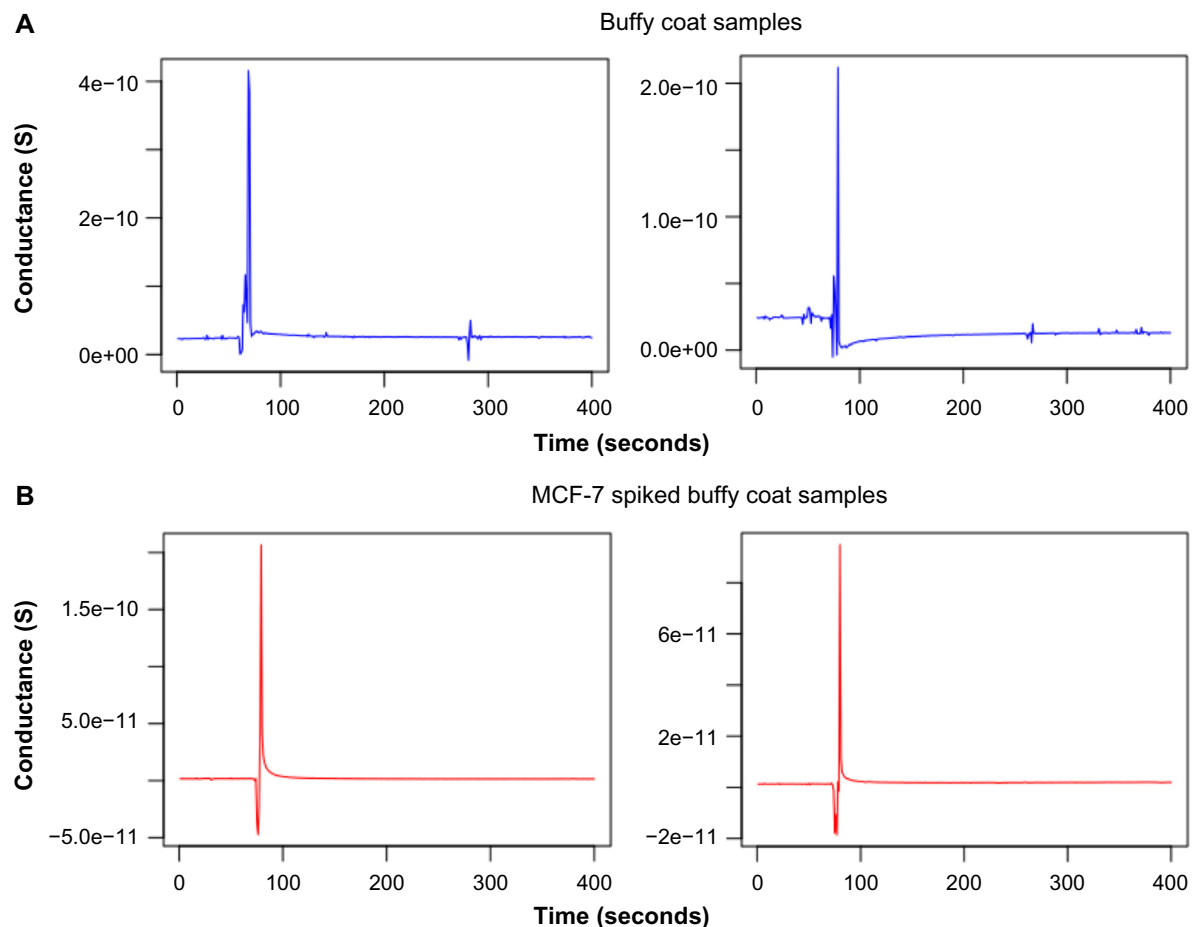 A
Buffy coat samples
Conductance (S)
4e−10
2e−10
0e+00
0 100 200 300 400
2.0e−10
1.0e−10
0.0e+00
0 100 200 300 400
Time (seconds)
B
MCF-7 spiked buffy coat samples
Conductance (S)
1.5e−10
5.0e−11
−5.0e−11
0 100 200 300 400
6e−11
2e−11
−2e−11
0 100 200 300 400
Time (seconds)